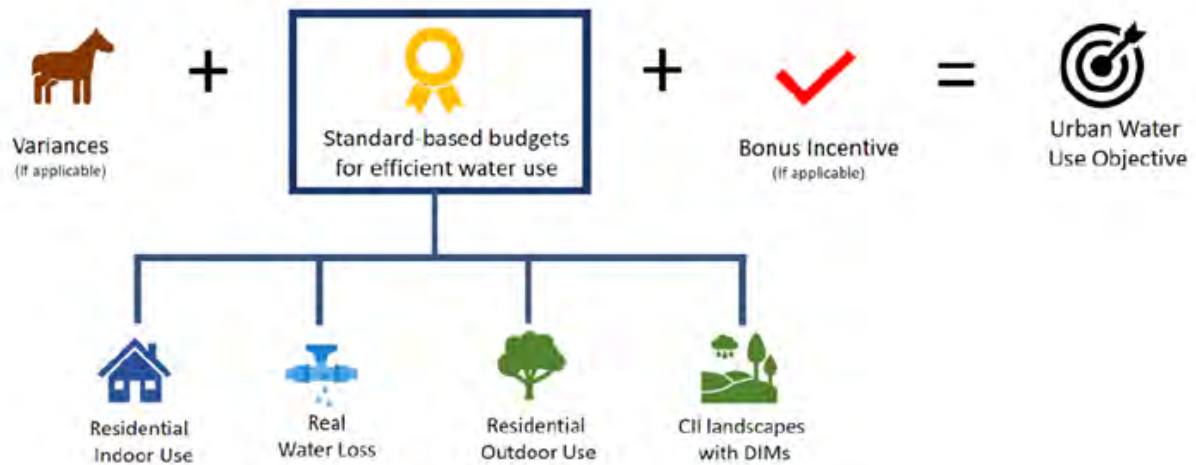 + + =
Variances
(if applicable)
Standard-based budgets
for efficient water use
Bonus Incentive
(if applicable)
Urban Water
Use Objective
Residential
Indoor Use
Real
Water Loss
Residential
Outdoor Use
CII landscapes
with DIMs